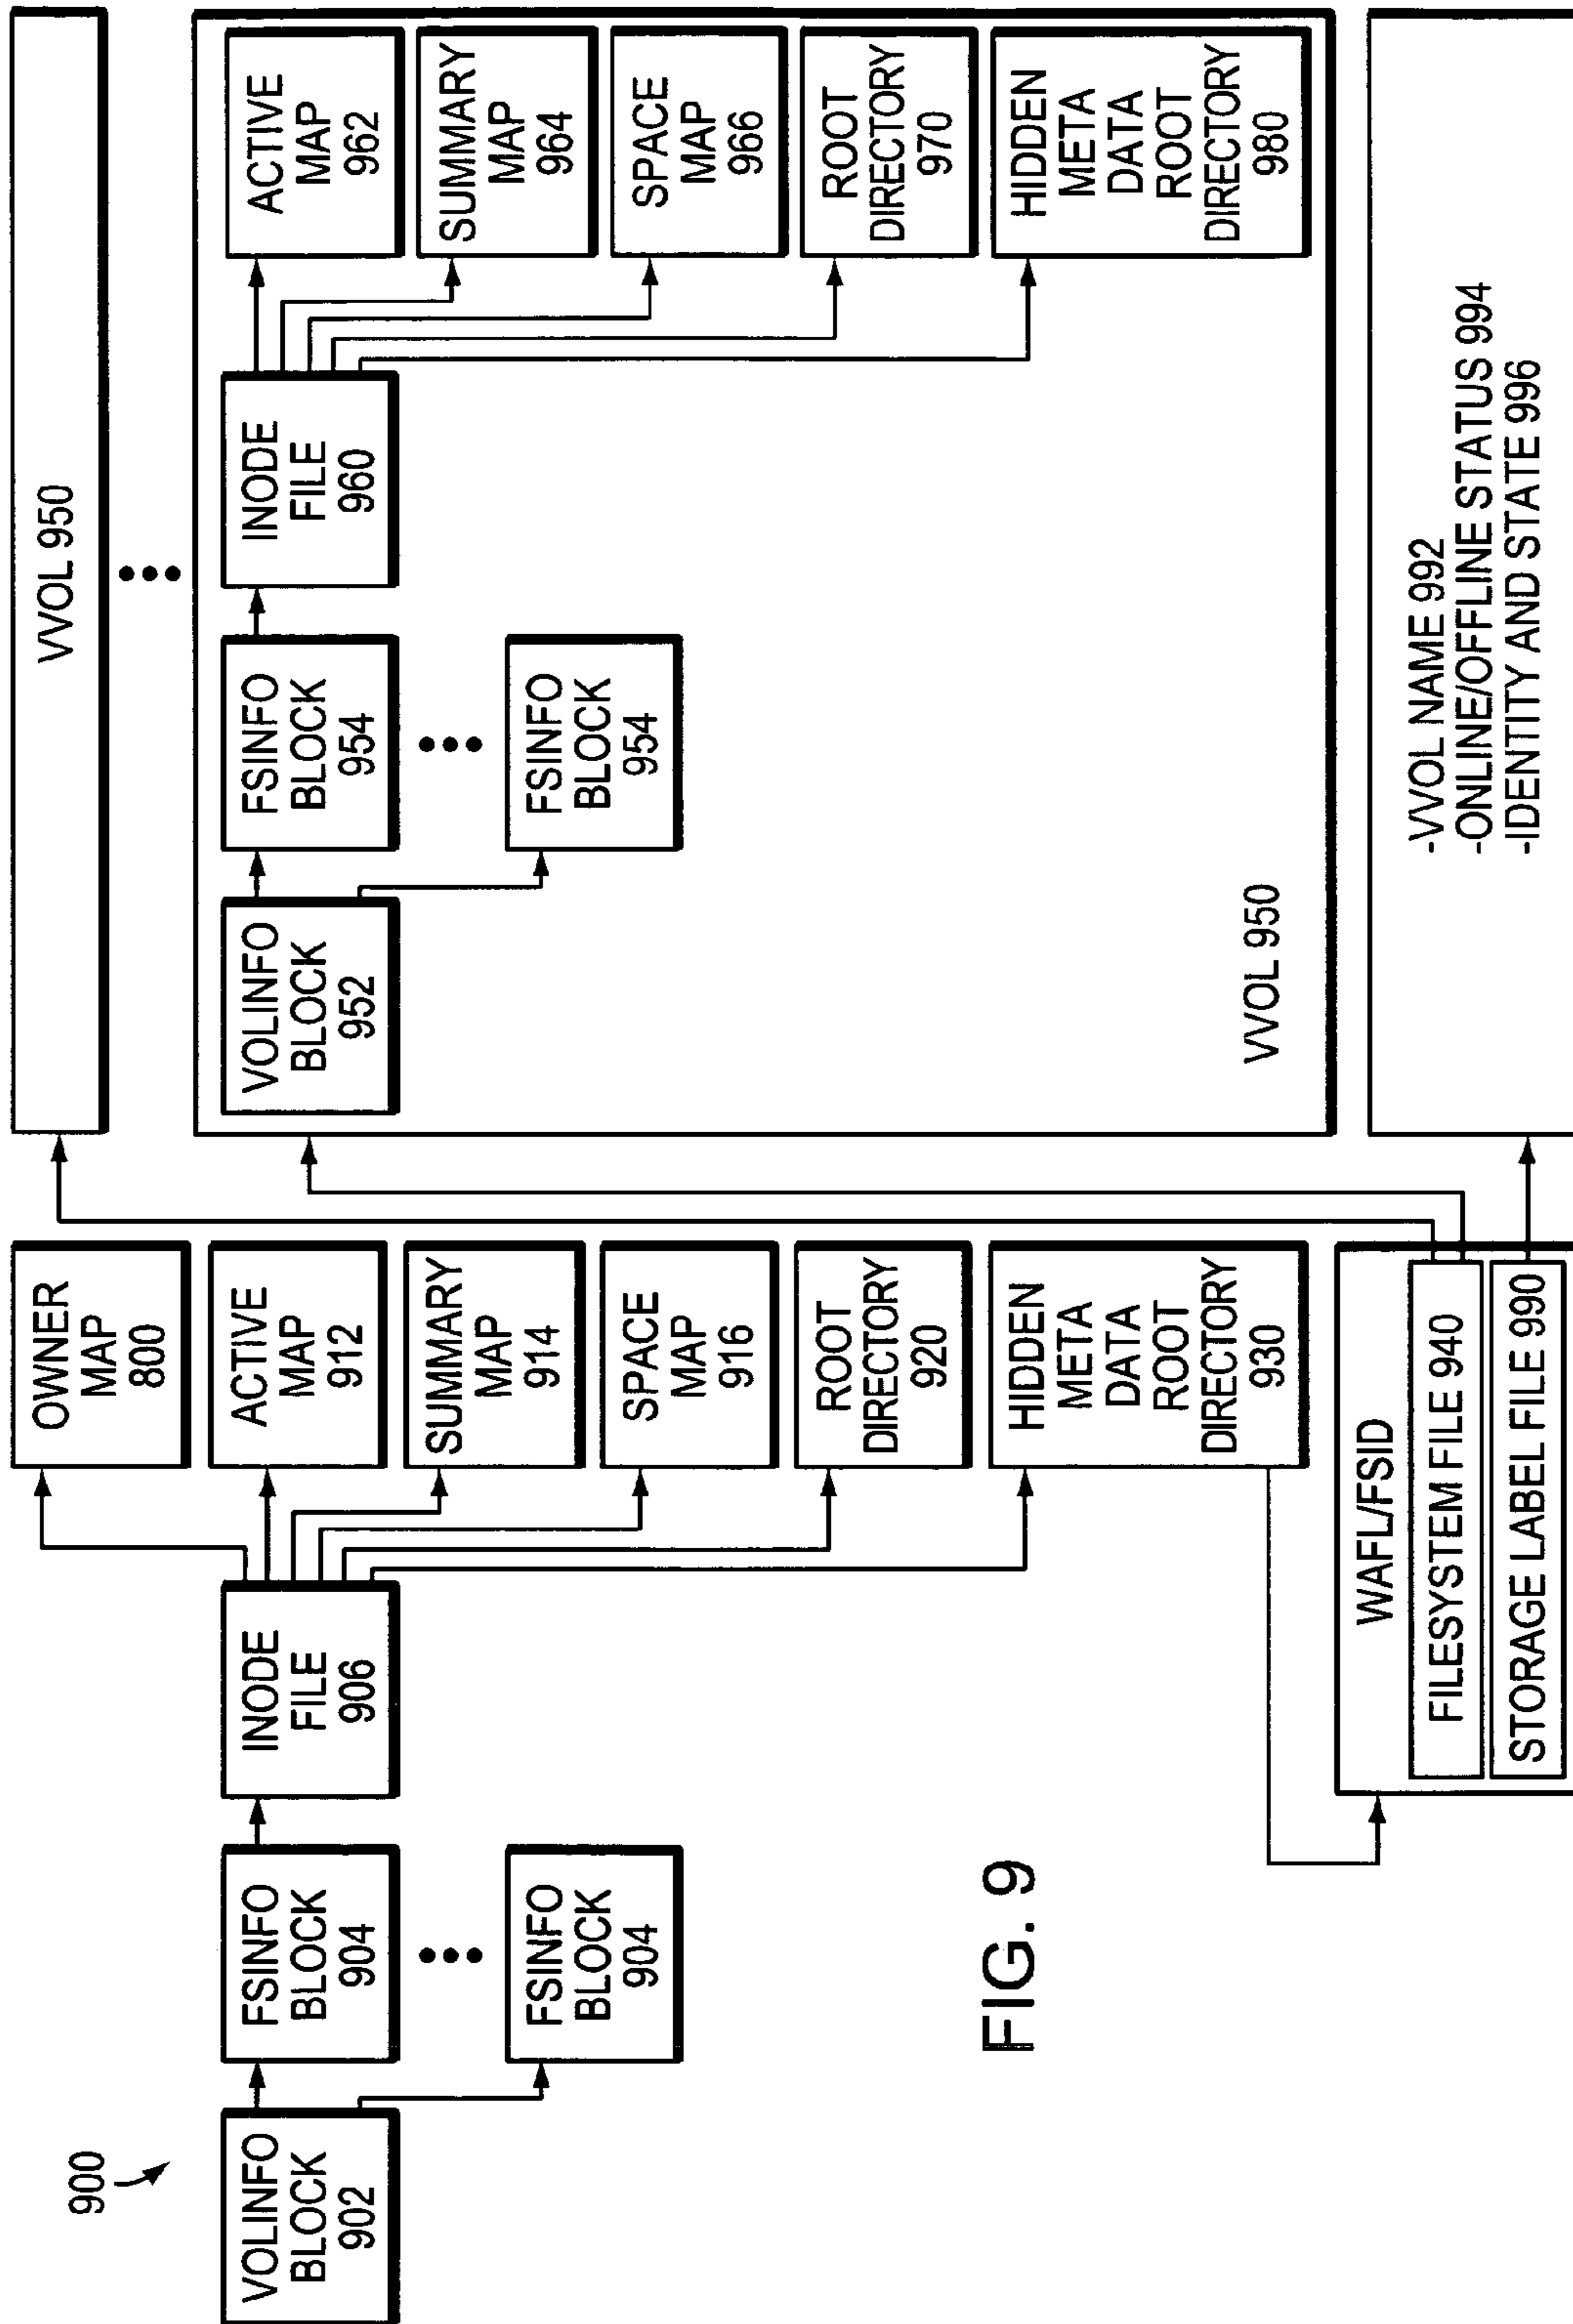 900
VOLINFO
BLOCK
902
FSINFO
BLOCK
904
FSINFO
BLOCK
904
INODE
FILE
906
OWNER
MAP
800
ACTIVE
MAP
912
SUMMARY
MAP
914
SPACE
MAP
916
ROOT
DIRECTORY
920
HIDDEN
META
DATA
ROOT
DIRECTORY
930
WAFL/FSID
FILESYSTEM FILE 940
STORAGE LABEL FILE 990
VVOL 950
VOLINFO
BLOCK
952
FSINFO
BLOCK
954
FSINFO
BLOCK
954
INODE
FILE
960
ACTIVE
MAP
962
SUMMARY
MAP
964
SPACE
MAP
966
ROOT
DIRECTORY
970
HIDDEN
META
DATA
ROOT
DIRECTORY
980
VVOL 950
-VVOL NAME 992
-ONLINE/OFFLINE STATUS 994
-IDENTITY AND STATE 996
FIG. 9